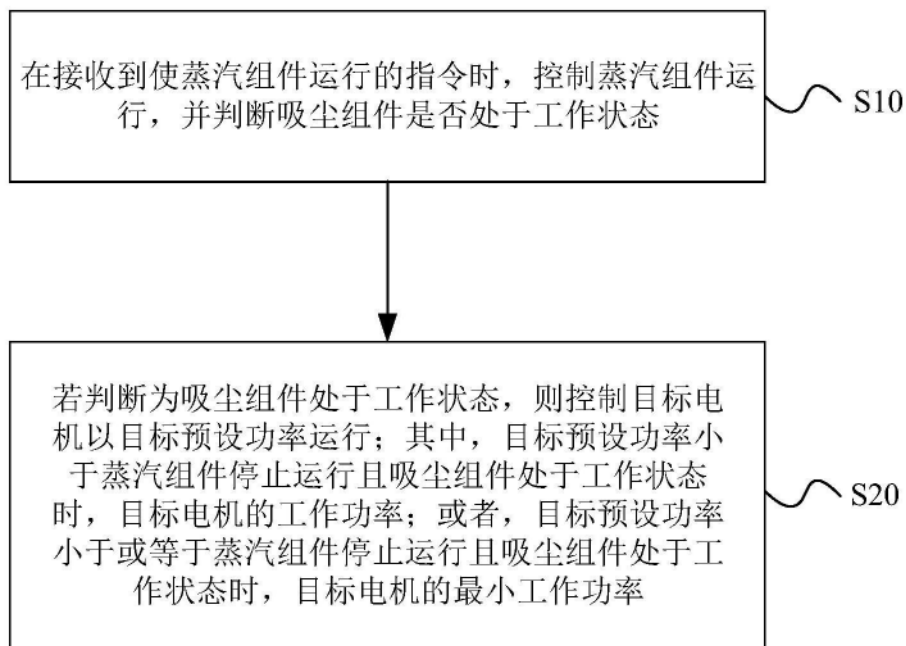 在接收到使蒸汽组件运行的指令时，控制蒸汽组件运
行，并判断吸尘组件是否处于工作状态
S10
若判断为吸尘组件处于工作状态，则控制目标电
机以目标预设功率运行；其中，目标预设功率小
于蒸汽组件停止运行且吸尘组件处于工作状态
时，目标电机的工作功率；或者，目标预设功率
小于或等于蒸汽组件停止运行且吸尘组件处于工
作状态时，目标电机的最小工作功率
S20